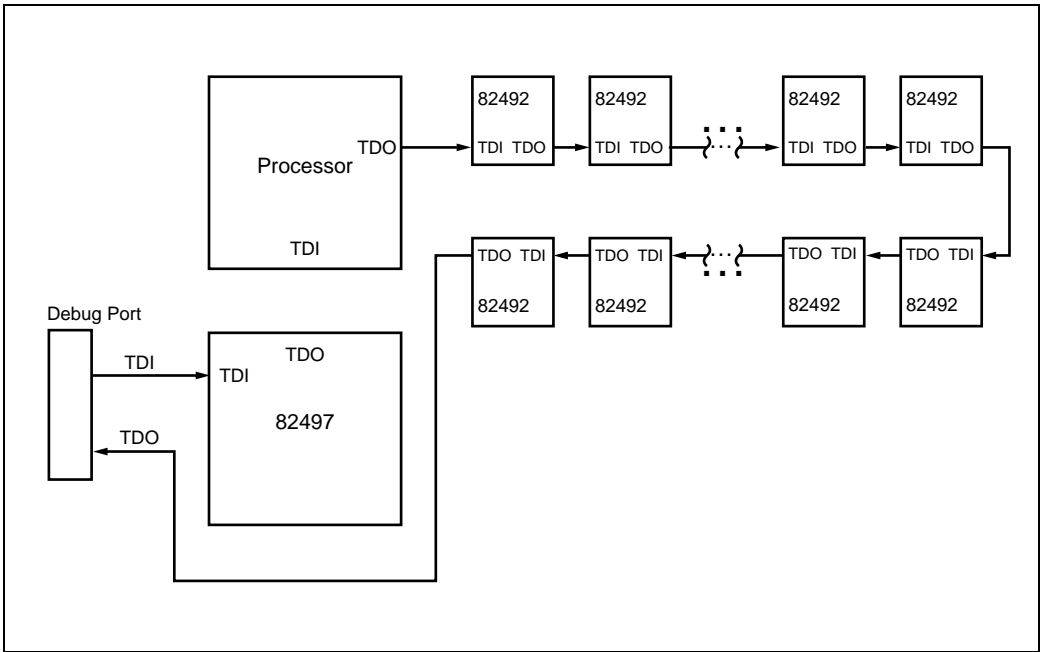 82492 82492 82492 82492
TDO TDI TDO TDI TDO ... TDI TDO TDI TDO
Processor
TDI
TDO TDI TDO TDI ... TDO TDI TDO TDI
82492 82492 82492 82492
Debug Port
TDO
TDI TDI
82497
TDO